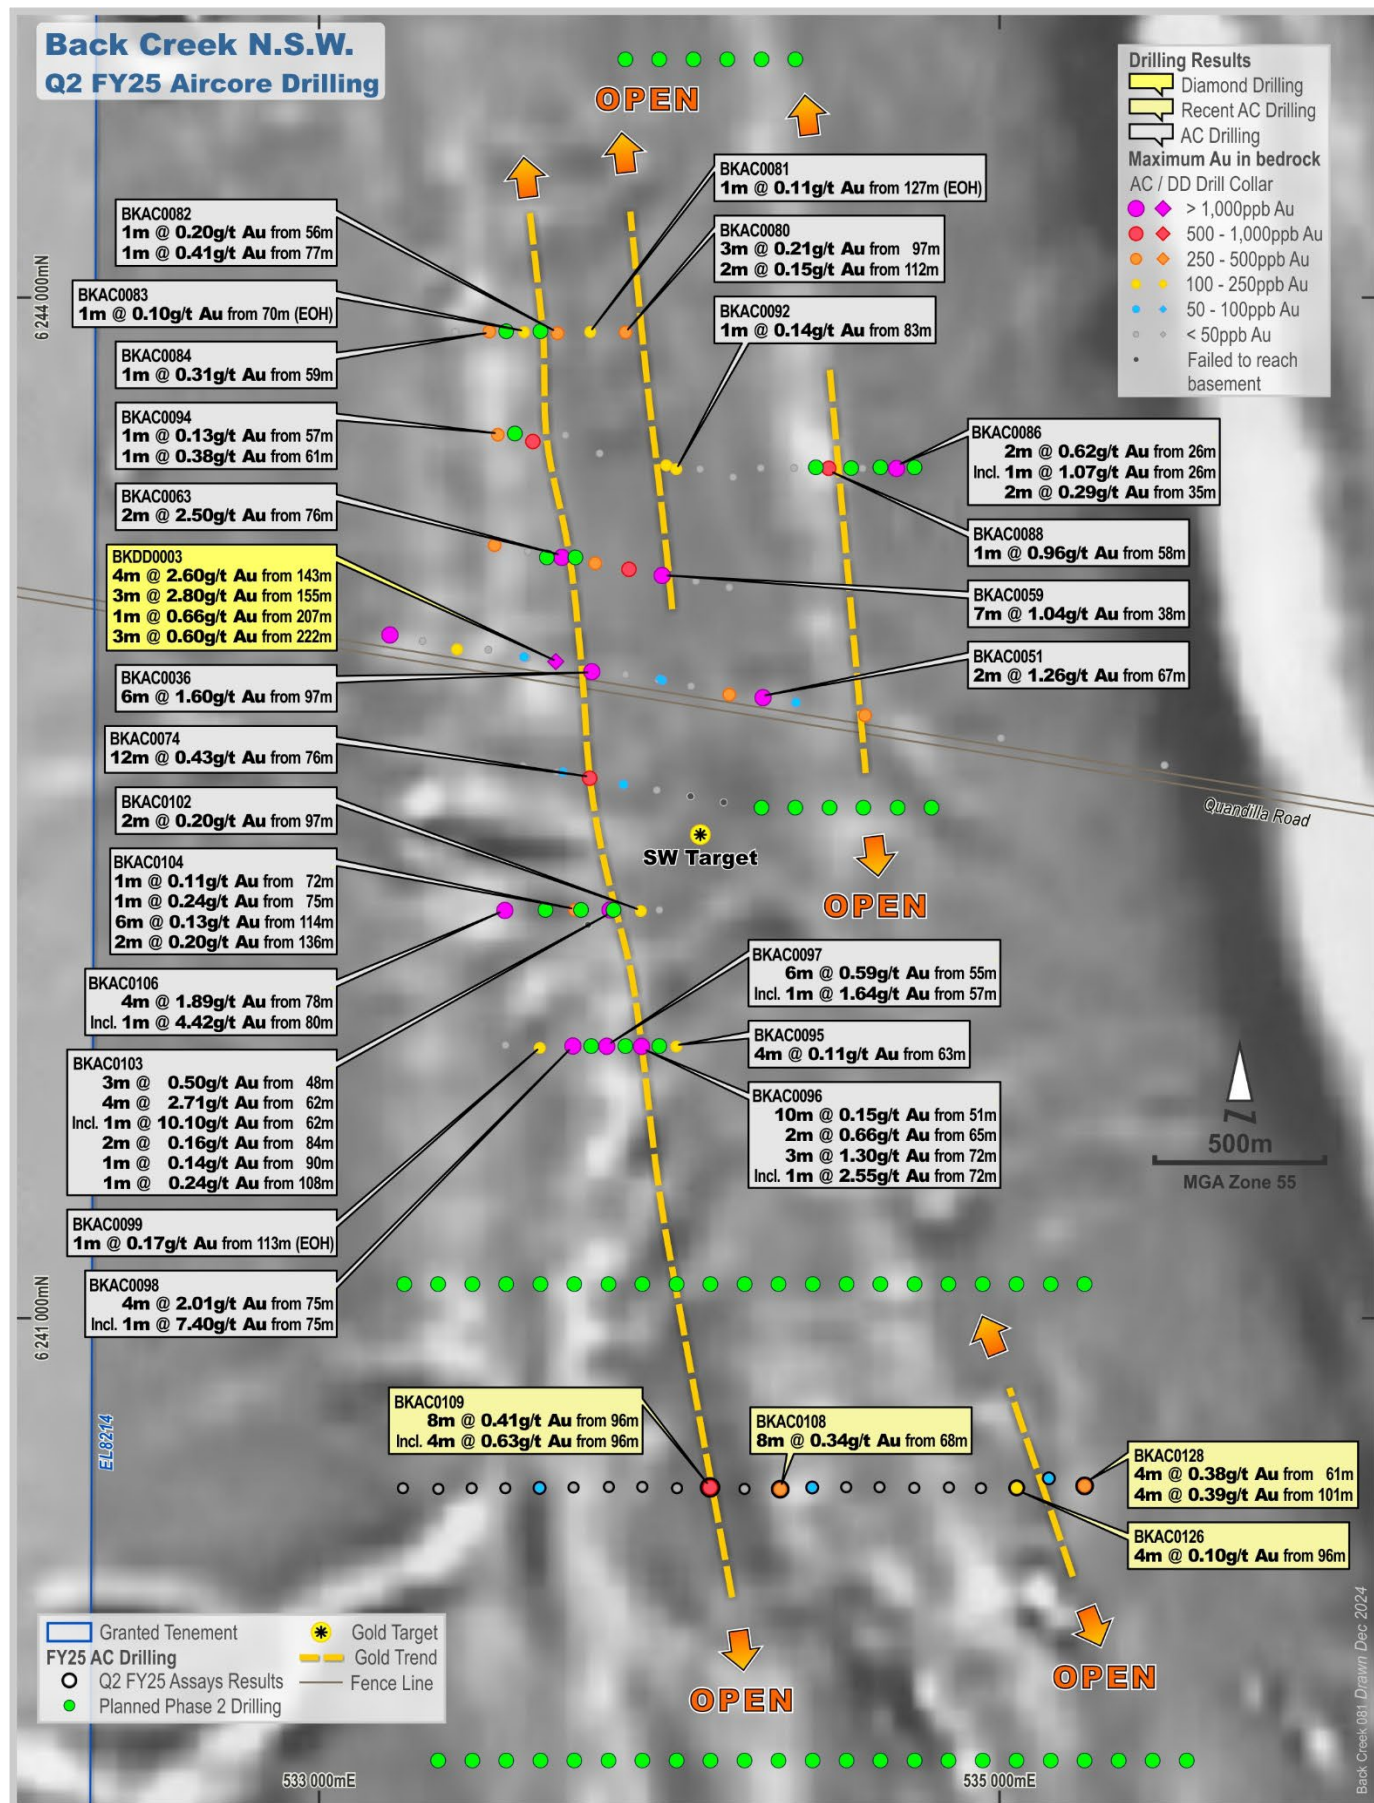 Back Creek N.S.W.
Q2 FY25 Aircore Drilling
Drilling Results
Diamond Drilling
Recent AC Drilling
AC Drilling
Maximum Au in bedrock
AC / DD Drill Collar
> 1,000ppb Au
500 - 1,000ppb Au
250 - 500ppb Au
100 - 250ppb Au
50 - 100ppb Au
< 50ppb Au
Failed to reach
basement
OPEN
BKAC0081
1m @ 0.11g/t Au from 127m (EOH)
BKAC0082
1m @ 0.20g/t Au from 56m
1m @ 0.41g/t Au from 77m
BKAC0080
3m @ 0.21g/t Au from 97m
2m @ 0.15g/t Au from 112m
6 244 000mN
BKAC0083
1m @ 0.10g/t Au from 70m (EOH)
BKAC0092
1m @ 0.14g/t Au from 83m
BKAC0084
1m @ 0.31g/t Au from 59m
BKAC0094
1m @ 0.13g/t Au from 57m
1m @ 0.38g/t Au from 61m
BKAC0086
2m @ 0.62g/t Au from 26m
Incl. 1m @ 1.07g/t Au from 26m
2m @ 0.29g/t Au from 35m
BKAC0063
2m @ 2.50g/t Au from 76m
BKAC0088
1m @ 0.96g/t Au from 58m
BKDD0003
4m @ 2.60g/t Au from 143m
3m @ 2.80g/t Au from 155m
1m @ 0.66g/t Au from 207m
3m @ 0.60g/t Au from 222m
BKAC0059
7m @ 1.04g/t Au from 38m
BKAC0051
2m @ 1.26g/t Au from 67m
BKAC0036
6m @ 1.60g/t Au from 97m
BKAC0074
12m @ 0.43g/t Au from 76m
Quandilla Road
BKAC0102
2m @ 0.20g/t Au from 97m
SW Target
BKAC0104
1m @ 0.11g/t Au from 72m
1m @ 0.24g/t Au from 75m
6m @ 0.13g/t Au from 114m
2m @ 0.20g/t Au from 136m
OPEN
BKAC0106
4m @ 1.89g/t Au from 78m
Incl. 1m @ 4.42g/t Au from 80m
BKAC0097
6m @ 0.59g/t Au from 55m
Incl. 1m @ 1.64g/t Au from 57m
BKAC0095
4m @ 0.11g/t Au from 63m
BKAC0103
3m @ 0.50g/t Au from 48m
4m @ 2.71g/t Au from 62m
Incl. 1m @ 10.10g/t Au from 62m
2m @ 0.16g/t Au from 84m
1m @ 0.14g/t Au from 90m
1m @ 0.24g/t Au from 108m
BKAC0096
10m @ 0.15g/t Au from 51m
2m @ 0.66g/t Au from 65m
3m @ 1.30g/t Au from 72m
Incl. 1m @ 2.55g/t Au from 72m
500m
MGA Zone 55
BKAC0099
1m @ 0.17g/t Au from 113m (EOH)
BKAC0098
4m @ 2.01g/t Au from 75m
Incl. 1m @ 7.40g/t Au from 75m
6 241 000mN
BKAC0109
8m @ 0.41g/t Au from 96m
Incl. 4m @ 0.63g/t Au from 96m
BKAC0108
8m @ 0.34g/t Au from 68m
EL8214
BKAC0128
4m @ 0.38g/t Au from 61m
4m @ 0.39g/t Au from 101m
BKAC0126
4m @ 0.10g/t Au from 96m
Granted Tenement
FY25 AC Drilling
Q2 FY25 Assays Results
Planned Phase 2 Drilling
Gold Target
Gold Trend
Fence Line
OPEN
OPEN
533 000mE
535 000mE
Back Creek 081 Drawn Dec 2024